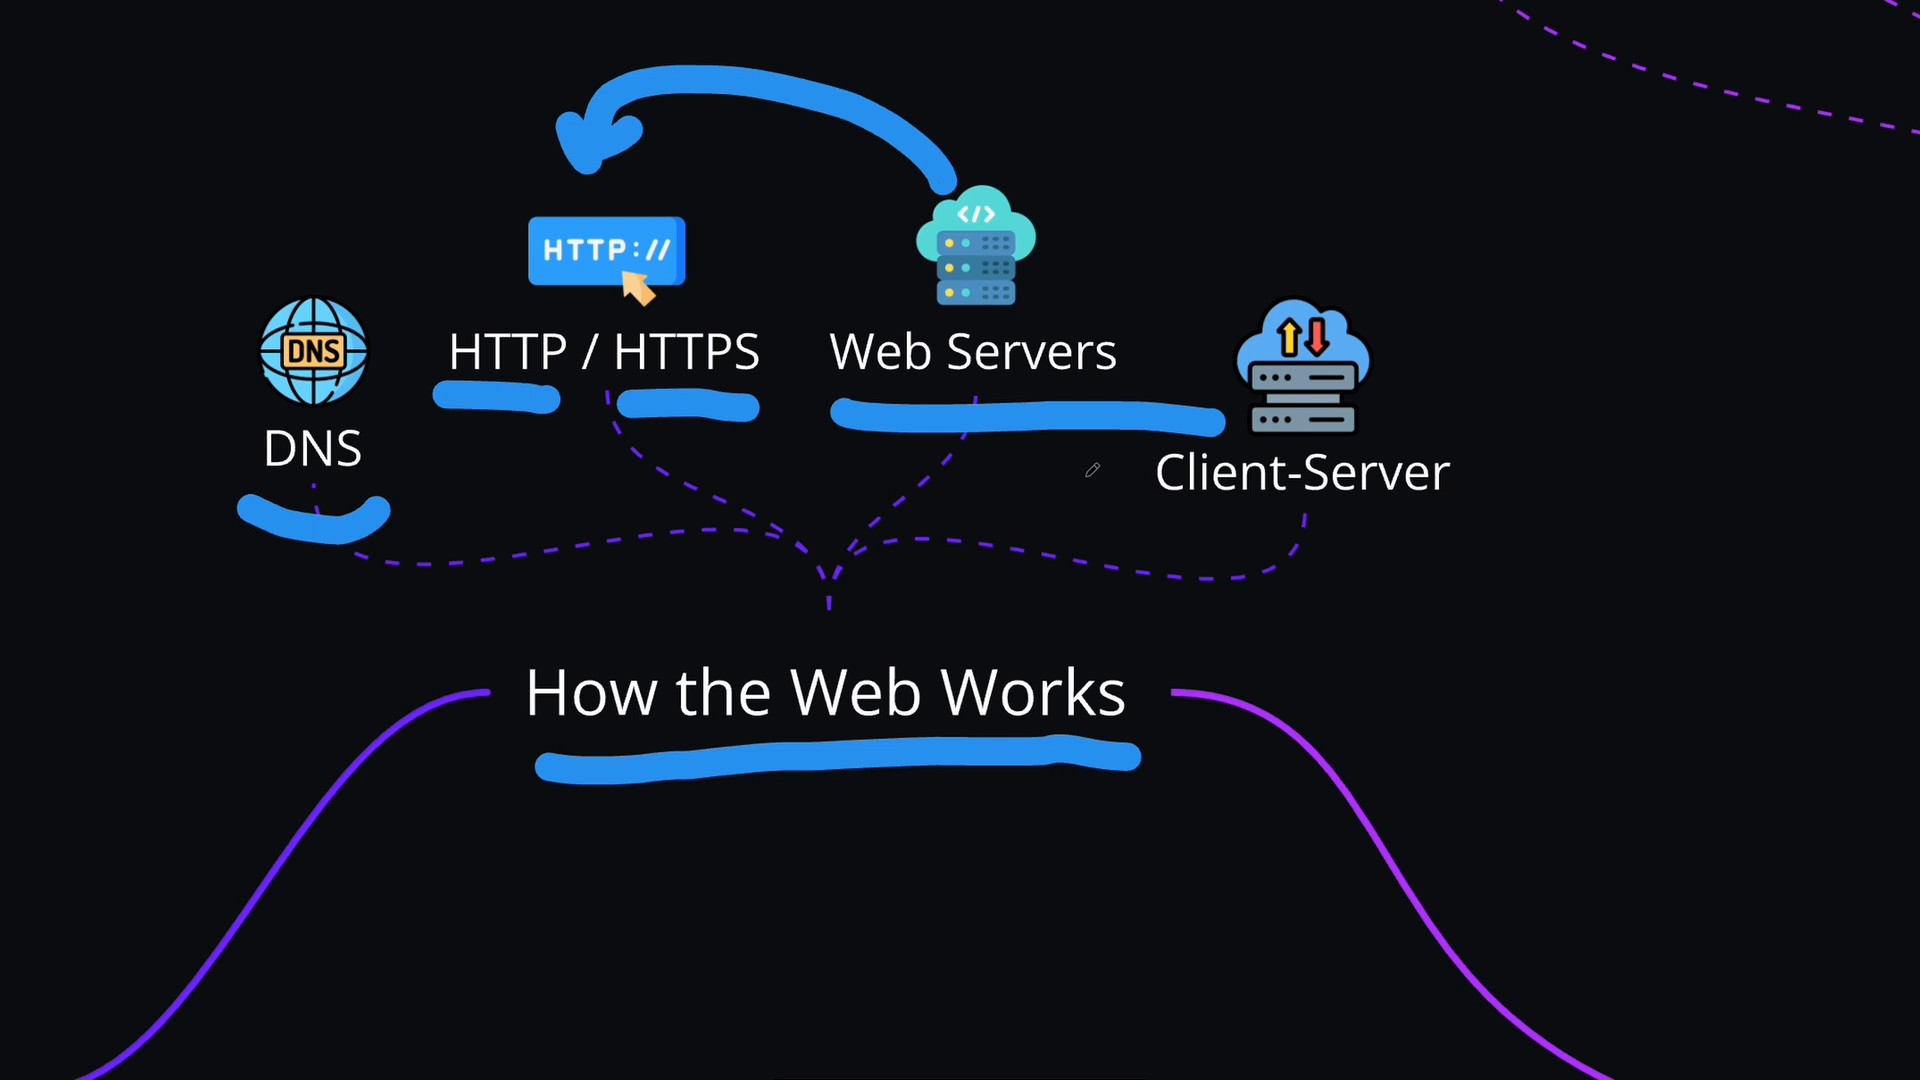 </>
HTTP://
DNS
HTTP / HTTPS
Web Servers
DNS
Client-Server
How the Web Works